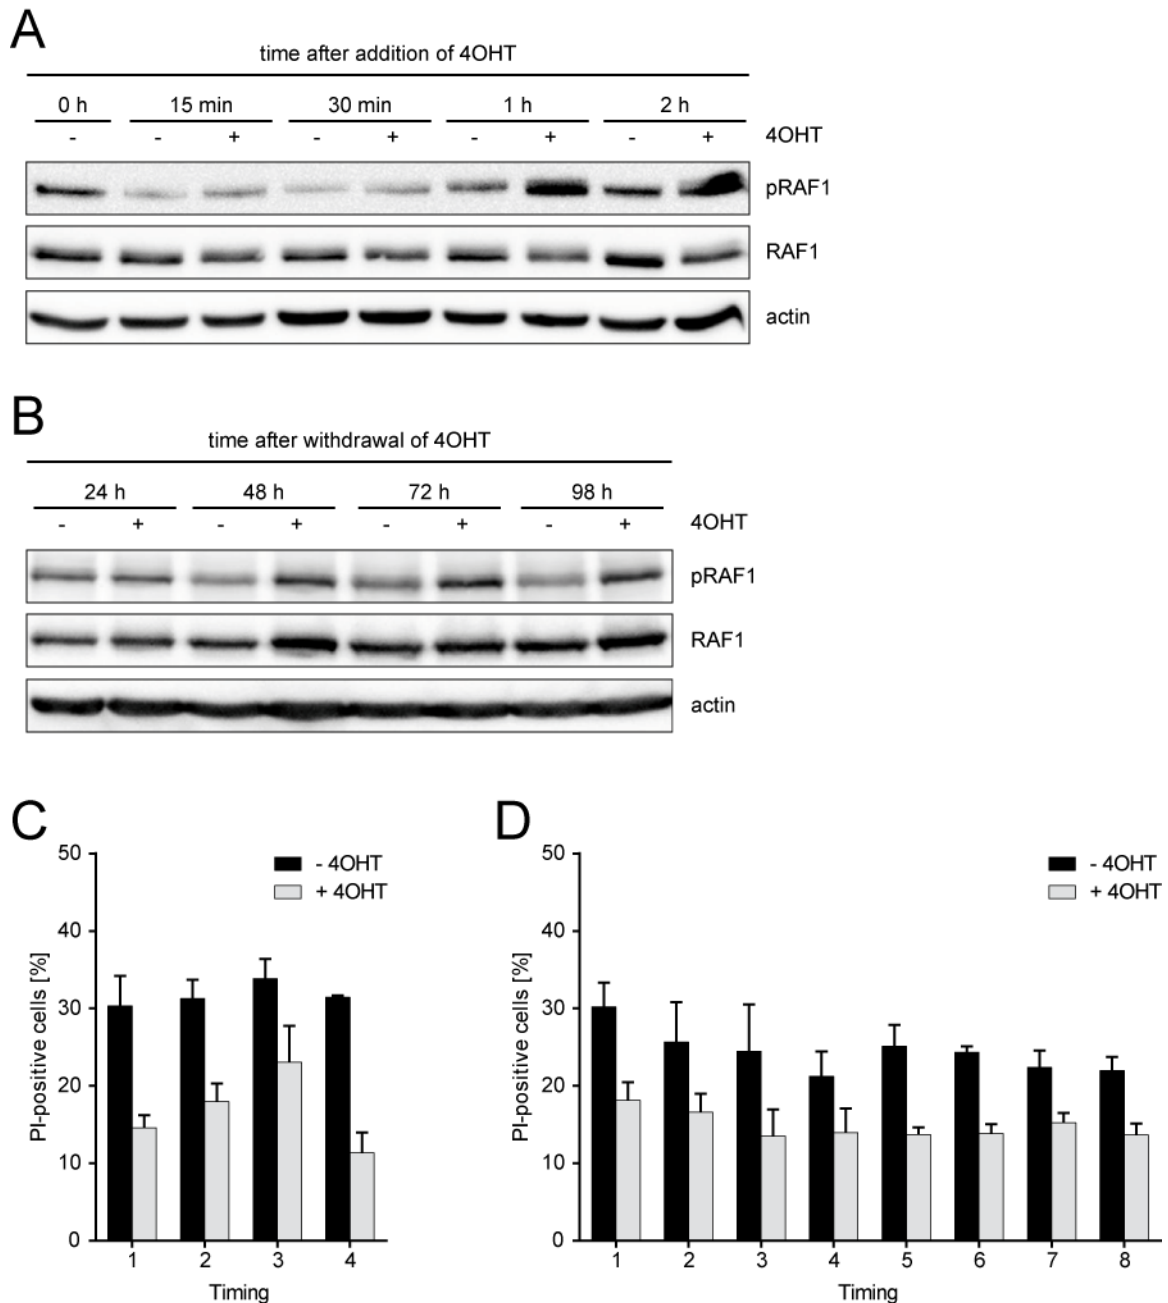 A
time after addition of 4OHT
0 h 15 min 30 min 1 h 2 h
- - + - + - + - + 4OHT
pRAF1
RAF1
actin
B
time after withdrawal of 4OHT
24 h 48 h 72 h 98 h
- + - + - + - + 4OHT
pRAF1
RAF1
actin
C
50
40
30
20
10
0
PI-positive cells [%]
- 4OHT
+ 4OHT
1 2 3 4
Timing
D
50
40
30
20
10
0
PI-positive cells [%]
- 4OHT
+ 4OHT
1 2 3 4 5 6 7 8
Timing